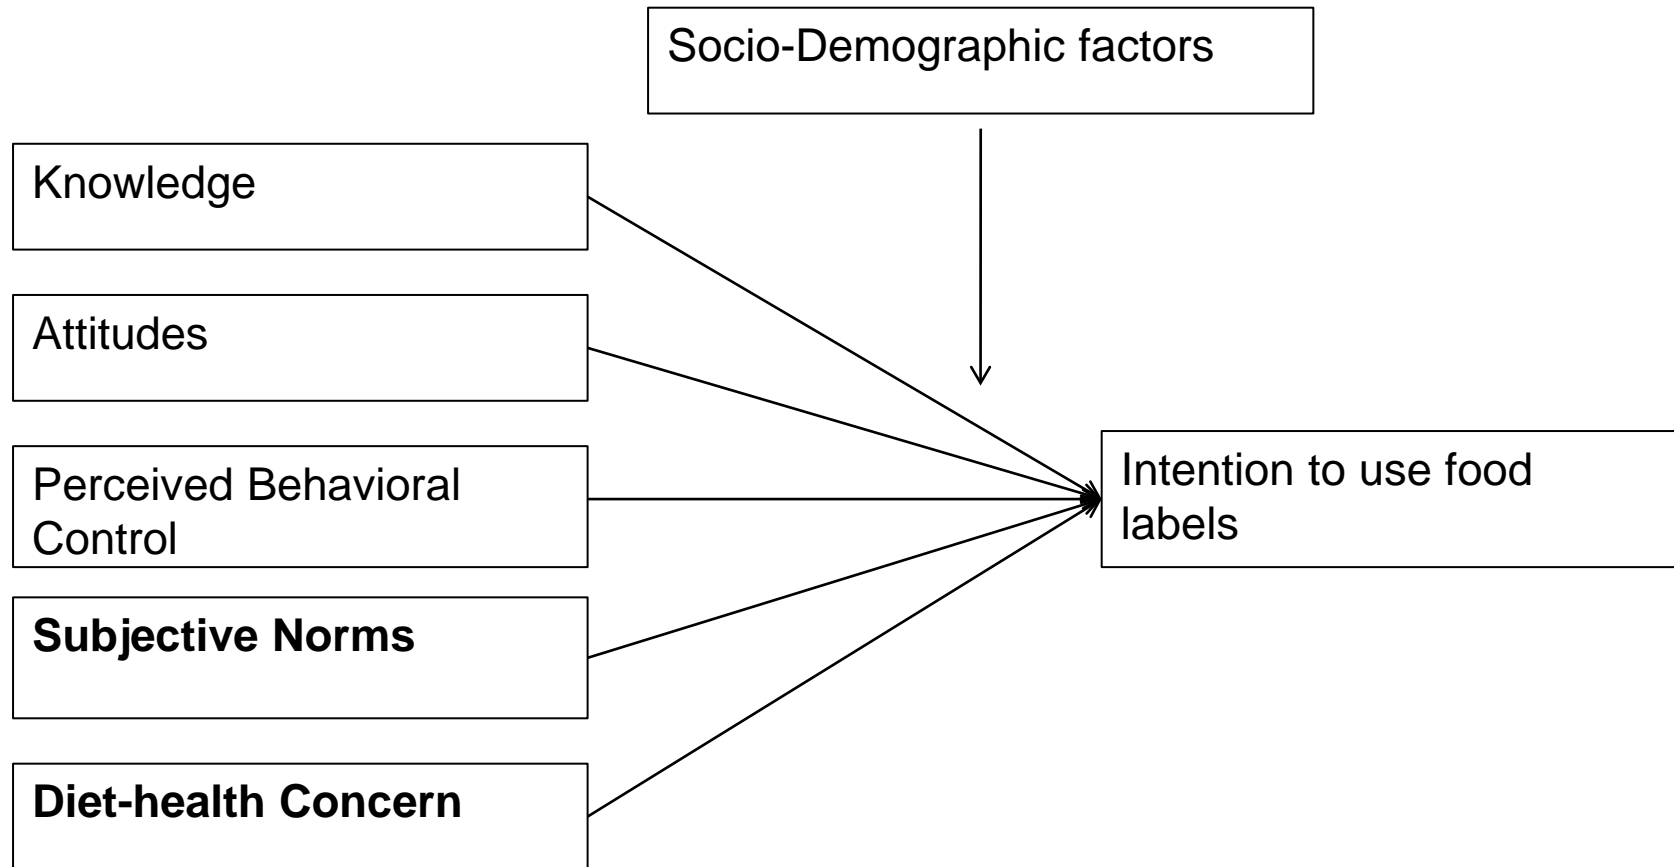 Socio-Demographic factors
Knowledge
Attitudes
Perceived Behavioral
Control
Subjective Norms
Diet-health Concern
Intention to use food
labels